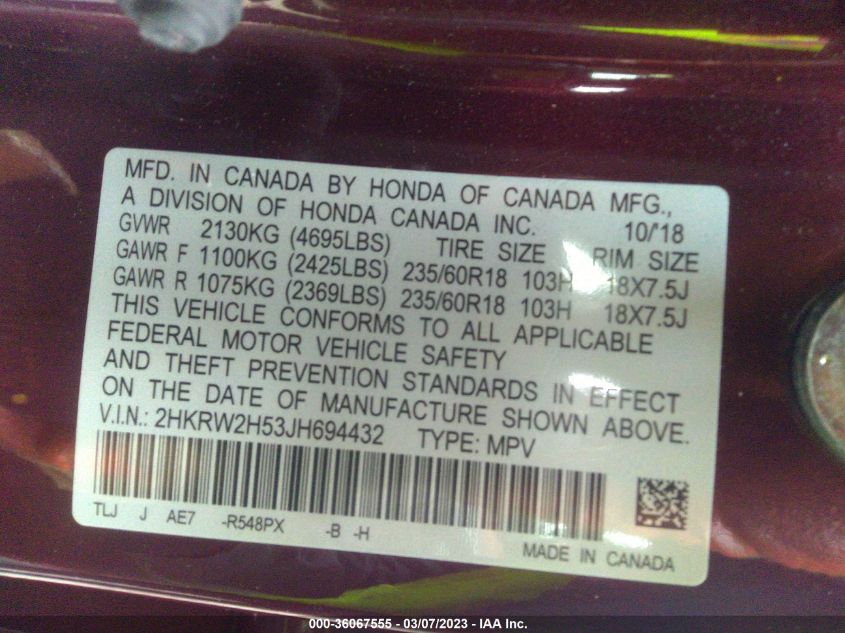 MFD. IN CANADA BY HONDA OF CANADA MFG.,
A DIVISION OF HONDA CANADA INC. 10/'18
GVWR 2130KG (4695LBS) TIRE SIZE RIM SIZE
GAWR F 1100KG (2425LBS) 235/60R18 103H 18X7.5J
GAWR R 1075KG (2369LBS) 235/60R18 103H 18X7.5J
THIS VEHICLE CONFORMS TO ALL APPLICABLE
FEDERAL MOTOR VEHICLE SAFETY
AND THEFT PREVENTION STANDARDS IN EFFECT
ON THE DATE OF MANUFACTURE SHOWN ABOVE.
V.I.N.: 2HKRW2H53JH694432 TYPE: MPV
TLJ J AE7 -R548PX -B -H
MADE IN CANADA
000-36067555 — 03/07/2023 — IAA Inc.